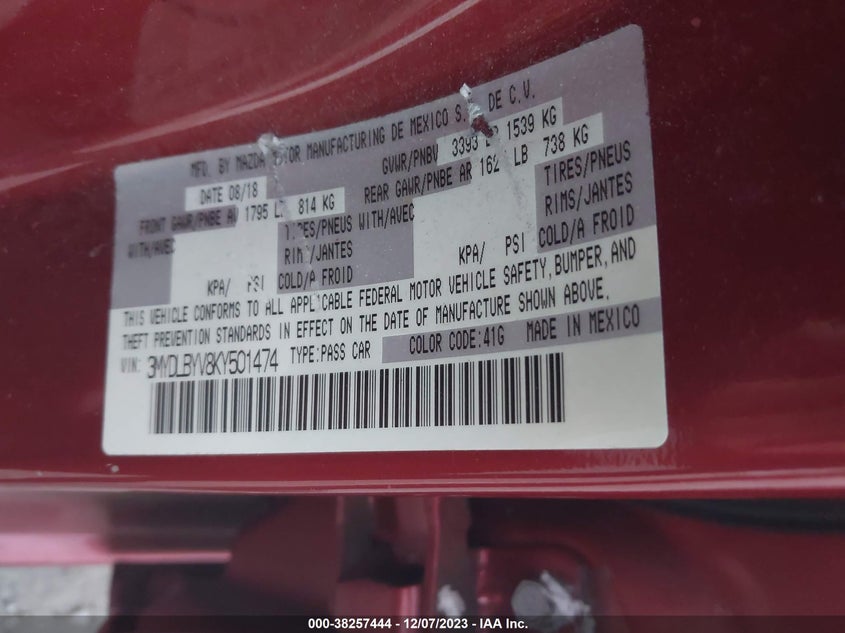 MFG. BY MAZDA MOTOR MANUFACTURING DE MEXICO S. DE C.V.
DATE 08/18 GVWR/PNBV 3393 1539 KG
FRONT GAWR/PNBE AV 1795 814 KG REAR GAWR/PNBE AR LB 738 KG
WITH/AVEC TIRES/PNEUS WITH/AVEC TIRES/PNEUS
RIMS/JANTES RIMS/JANTES
KPA/ PSI COLD/A FROID KPA/ PSI COLD/A FROID
THIS VEHICLE CONFORMS TO ALL APPLICABLE FEDERAL MOTOR VEHICLE SAFETY, BUMPER, AND
THEFT PREVENTION STANDARDS IN EFFECT ON THE DATE OF MANUFACTURE SHOWN ABOVE.
VIN: 3MYDLBYV8KY501474 TYPE:PASS CAR COLOR CODE:41G MADE IN MEXICO
000-38257444 — 12/07/2023 — IAA Inc.